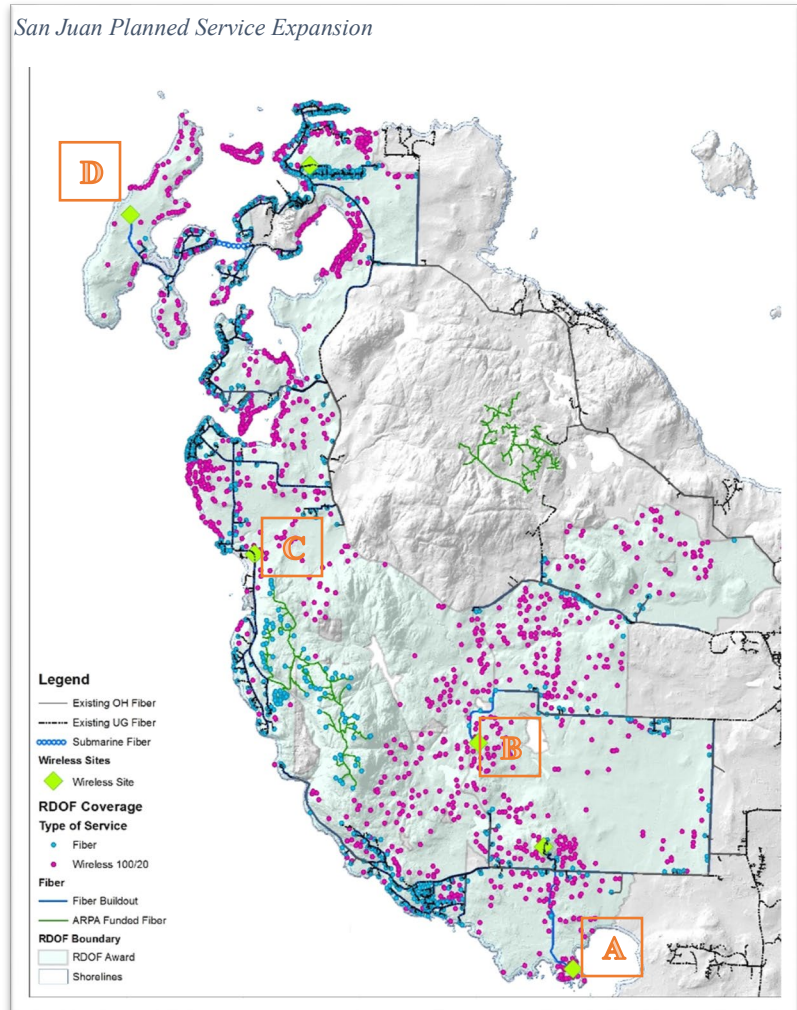 San Juan Planned Service Expansion
D
C
B
A
Legend
Existing OH Fiber
Existing UG Fiber
Submarine Fiber
Wireless Sites
Wireless Site
RDOF Coverage
Type of Service
Fiber
Wireless 100/20
Fiber
Fiber Buildout
ARPA Funded Fiber
RDOF Boundary
RDOF Award
Shorelines